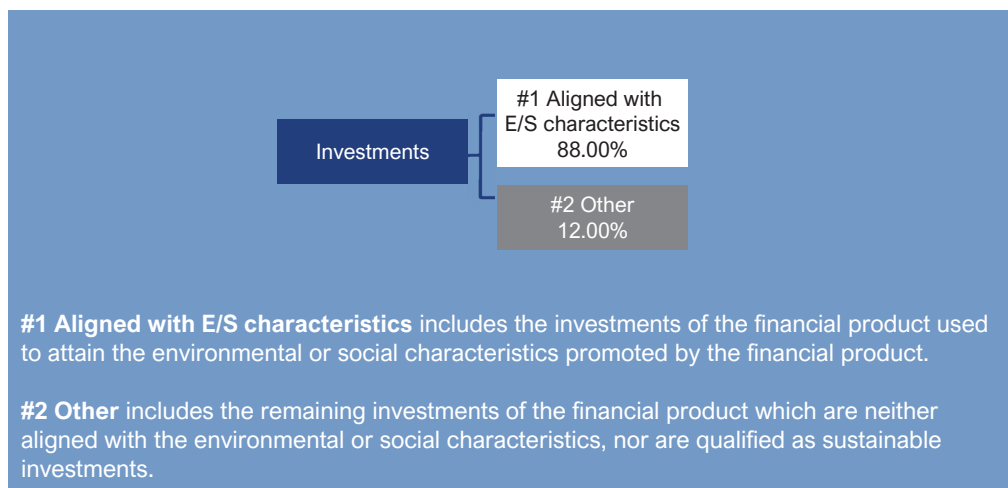 Investments
#1 Aligned with
E/S characteristics
88.00%
#2 Other
12.00%
#1 Aligned with E/S characteristics includes the investments of the financial product used
to attain the environmental or social characteristics promoted by the financial product.
#2 Other includes the remaining investments of the financial product which are neither
aligned with the environmental or social characteristics, nor are qualified as sustainable
investments.